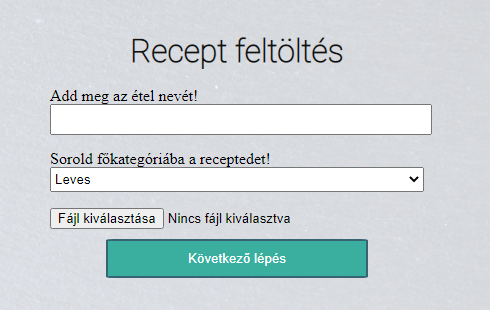 Recept feltöltés
Add meg az étel nevét!
Sorold főkategóriába a receptedet!
Leves
Fájl kiválasztása Nincs fájl kiválasztva
Következő lépés